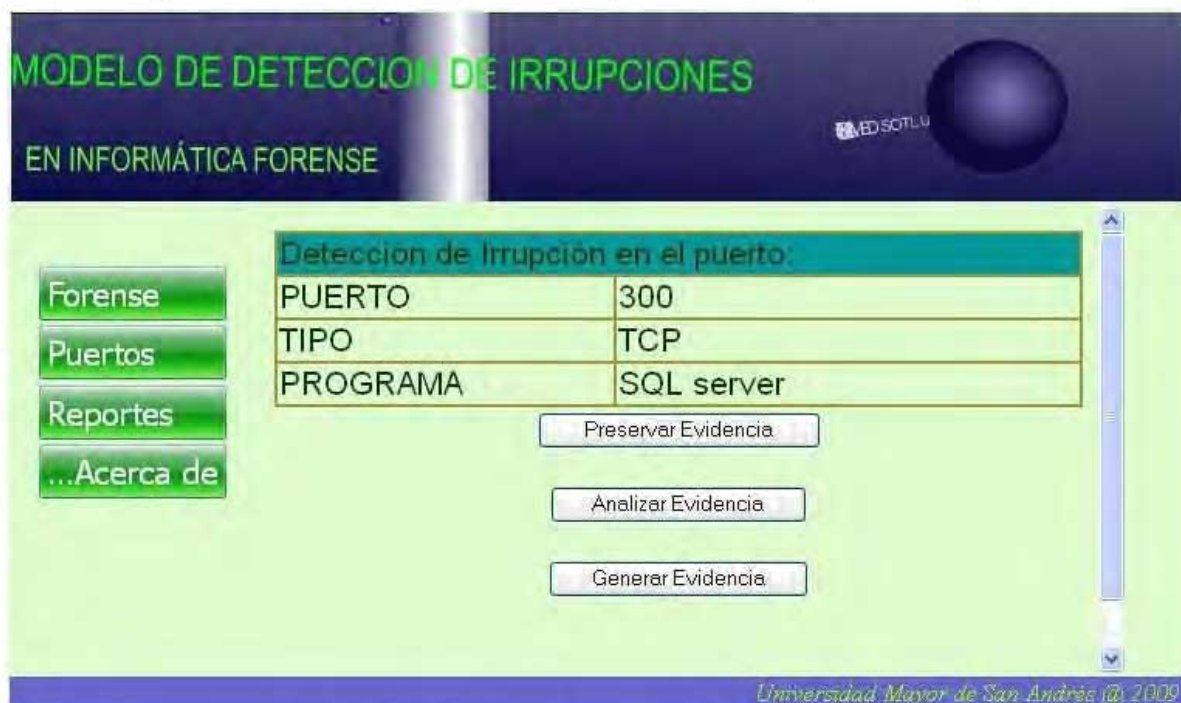 MODELO DE DETECCION DE IRRUPCIONES
EN INFORMÁTICA FORENSE
Forense
Puertos
Reportes
...Acerca de
Deteccion de Irrupción en el puerto:
PUERTO 300
TIPO TCP
PROGRAMA SQL server
Preservar Evidencia
Analizar Evidencia
Generar Evidencia
Universidad Mayor de San Andrés @ 2009